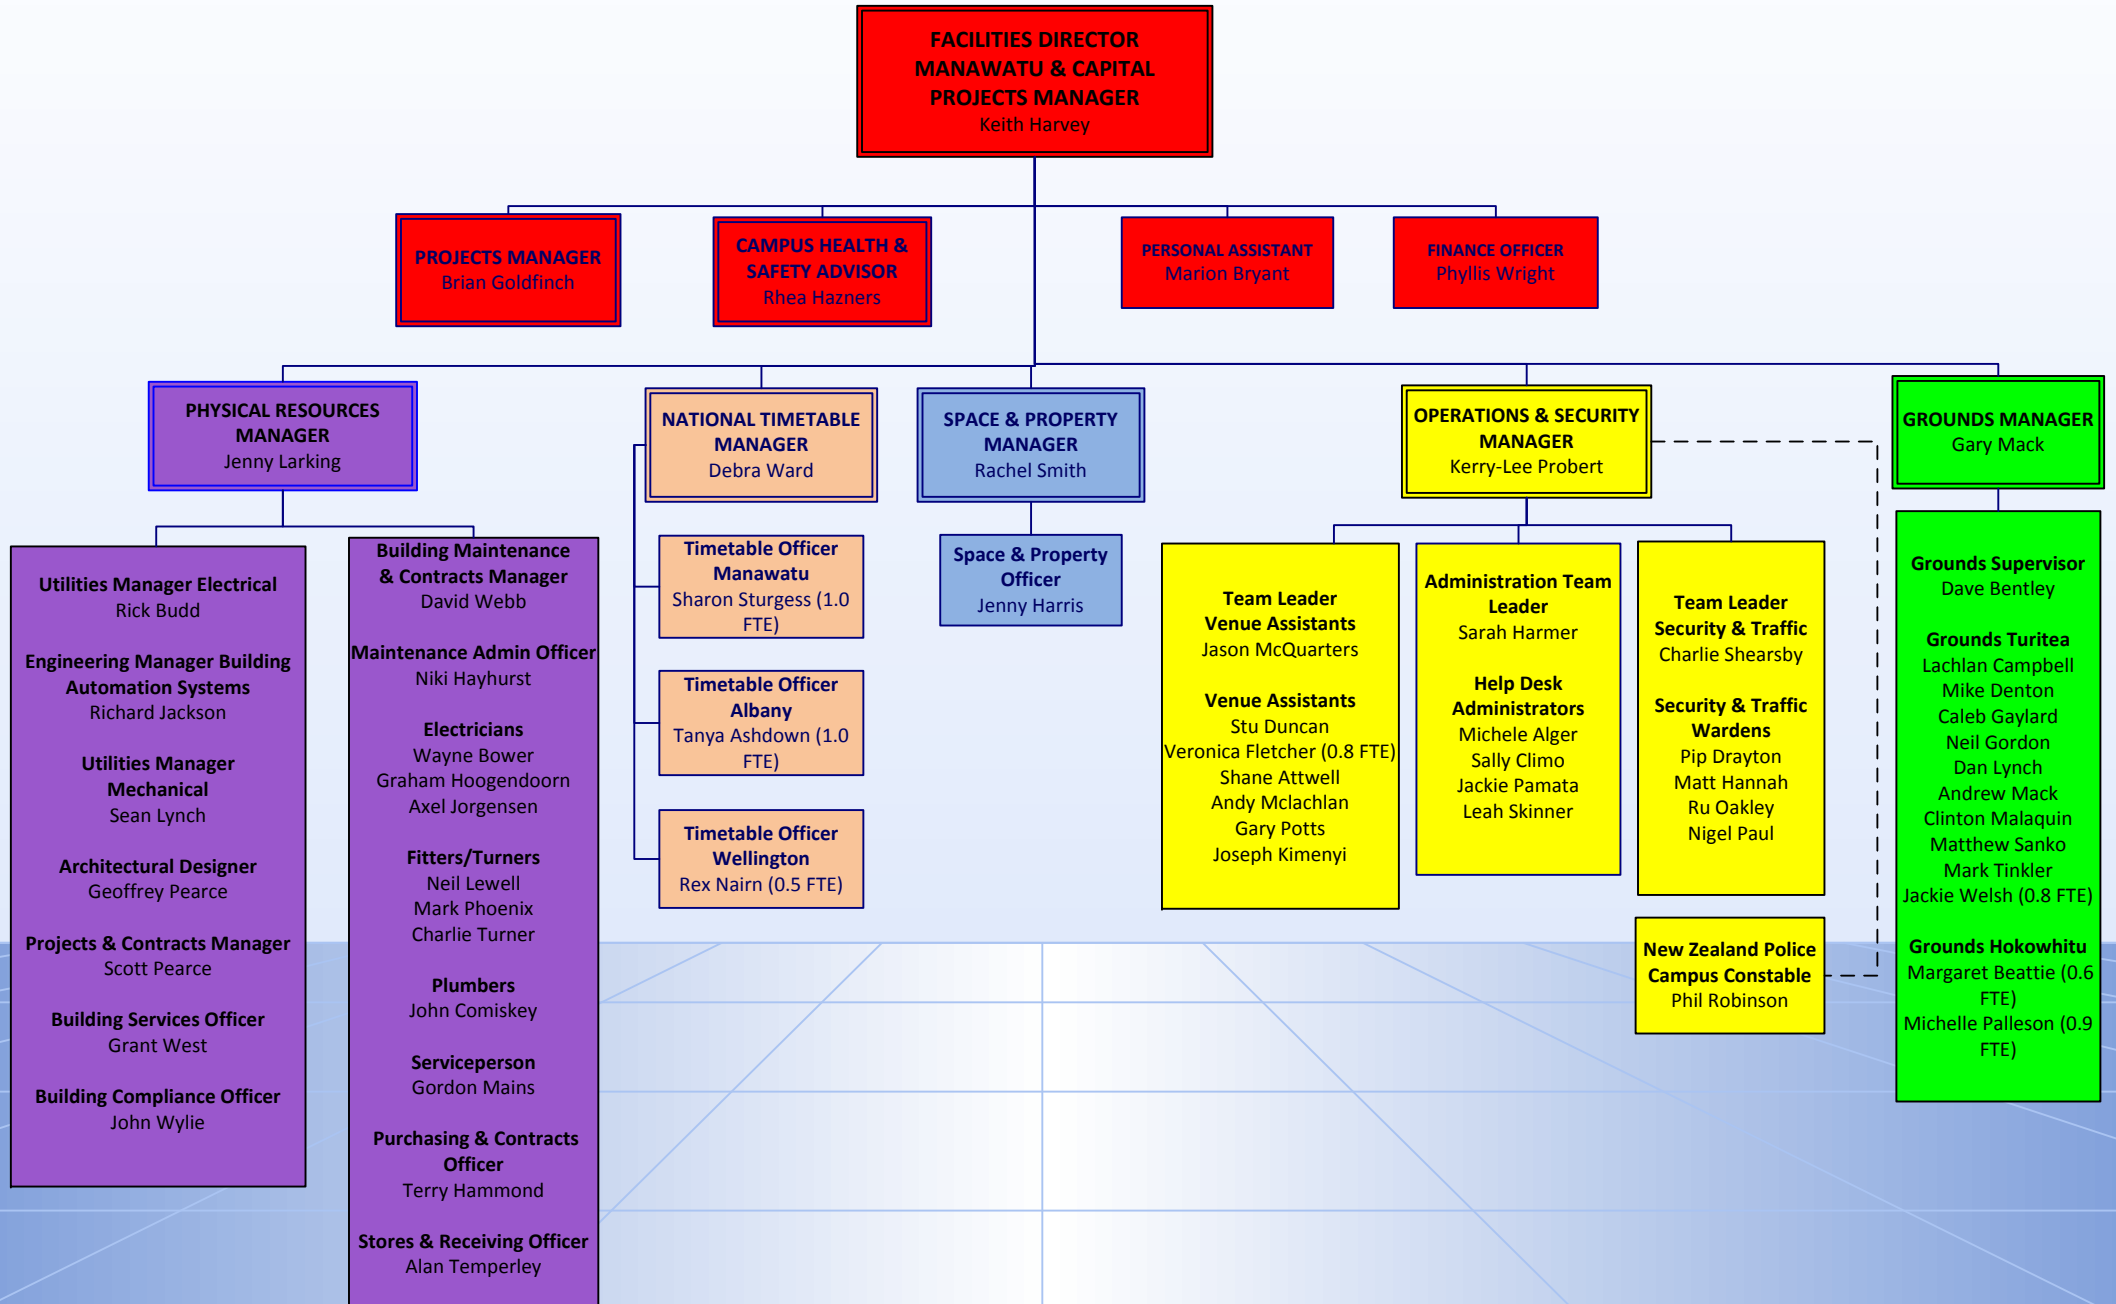 FACILITIES DIRECTOR
MANAWATU & CAPITAL
PROJECTS MANAGER
Keith Harvey
PROJECTS MANAGER
Brian Goldfinch
CAMPUS HEALTH &
SAFETY ADVISOR
Rhea Hazners
PERSONAL ASSISTANT
Marion Bryant
FINANCE OFFICER
Phyllis Wright
PHYSICAL RESOURCES
MANAGER
Jenny Larking
NATIONAL TIMETABLE
MANAGER
Debra Ward
SPACE & PROPERTY
MANAGER
Rachel Smith
OPERATIONS & SECURITY
MANAGER
Kerry-Lee Probert
GROUNDS MANAGER
Gary Mack
Utilities Manager Electrical
Rick Budd
Engineering Manager Building
Automation Systems
Richard Jackson
Utilities Manager
Mechanical
Sean Lynch
Architectural Designer
Geoffrey Pearce
Projects & Contracts Manager
Scott Pearce
Building Services Officer
Grant West
Building Compliance Officer
John Wylie
Building Maintenance
& Contracts Manager
David Webb
Maintenance Admin Officer
Niki Hayhurst
Electricians
Wayne Bower
Graham Hoogendoorn
Axel Jorgensen
Fitters/Turners
Neil Lewell
Mark Phoenix
Charlie Turner
Plumbers
John Comiskey
Serviceperson
Gordon Mains
Purchasing & Contracts
Officer
Terry Hammond
Stores & Receiving Officer
Alan Temperley
Timetable Officer
Manawatu
Sharon Sturgess (1.0
FTE)
Timetable Officer
Albany
Tanya Ashdown (1.0
FTE)
Timetable Officer
Wellington
Rex Nairn (0.5 FTE)
Space & Property
Officer
Jenny Harris
Team Leader
Venue Assistants
Jason McQuarters
Venue Assistants
Stu Duncan
Veronica Fletcher (0.8 FTE)
Shane Attwell
Andy Mclachlan
Gary Potts
Joseph Kimenyi
Administration Team
Leader
Sarah Harmer
Help Desk
Administrators
Michele Alger
Sally Climo
Jackie Pamata
Leah Skinner
Team Leader
Security & Traffic
Charlie Shearsby
Security & Traffic
Wardens
Pip Drayton
Matt Hannah
Ru Oakley
Nigel Paul
New Zealand Police
Campus Constable
Phil Robinson
Grounds Supervisor
Dave Bentley
Grounds Turitea
Lachlan Campbell
Mike Denton
Caleb Gaylard
Neil Gordon
Dan Lynch
Andrew Mack
Clinton Malaquin
Matthew Sanko
Mark Tinkler
Jackie Welsh (0.8 FTE)
Grounds Hokowhitu
Margaret Beattie (0.6
FTE)
Michelle Palleson (0.9
FTE)